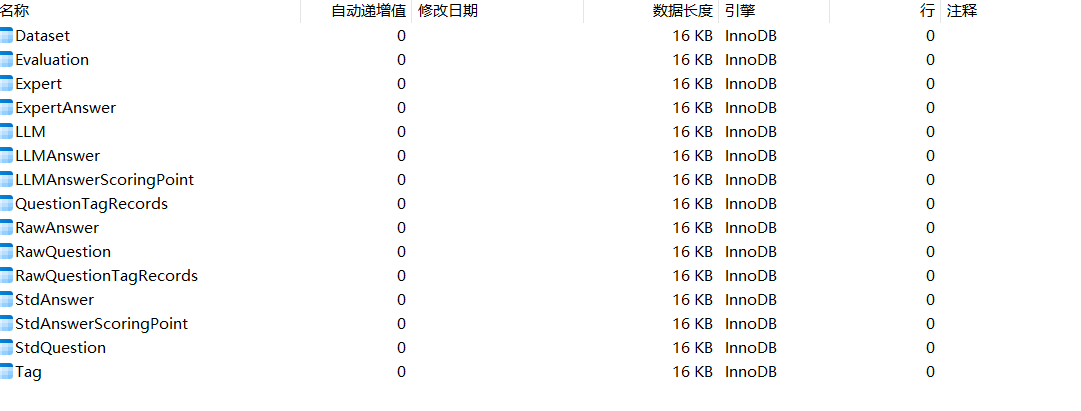 名称 自动递增值 修改日期 数据长度 引擎 行 注释
Dataset 0 16 KB InnoDB 0
Evaluation 0 16 KB InnoDB 0
Expert 0 16 KB InnoDB 0
ExpertAnswer 0 16 KB InnoDB 0
LLM 0 16 KB InnoDB 0
LLMAnswer 0 16 KB InnoDB 0
LLMAnswerScoringPoint 0 16 KB InnoDB 0
QuestionTagRecords 0 16 KB InnoDB 0
RawAnswer 0 16 KB InnoDB 0
RawQuestion 0 16 KB InnoDB 0
RawQuestionTagRecords 0 16 KB InnoDB 0
StdAnswer 0 16 KB InnoDB 0
StdAnswerScoringPoint 0 16 KB InnoDB 0
StdQuestion 0 16 KB InnoDB 0
Tag 0 16 KB InnoDB 0